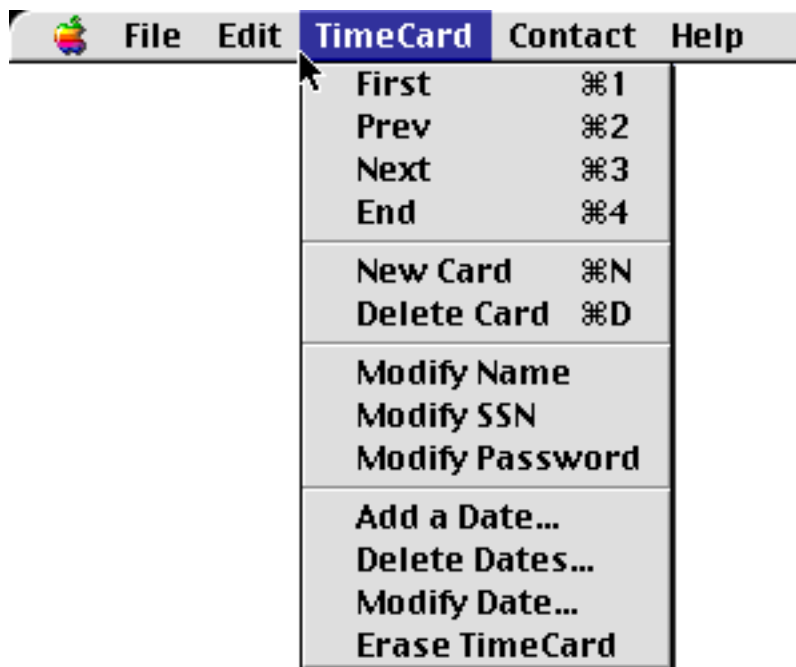 File Edit TimeCard Contact Help
First ⌘1
Prev ⌘2
Next ⌘3
End ⌘4
New Card ⌘N
Delete Card ⌘D
Modify Name
Modify SSN
Modify Password
Add a Date...
Delete Dates...
Modify Date...
Erase TimeCard